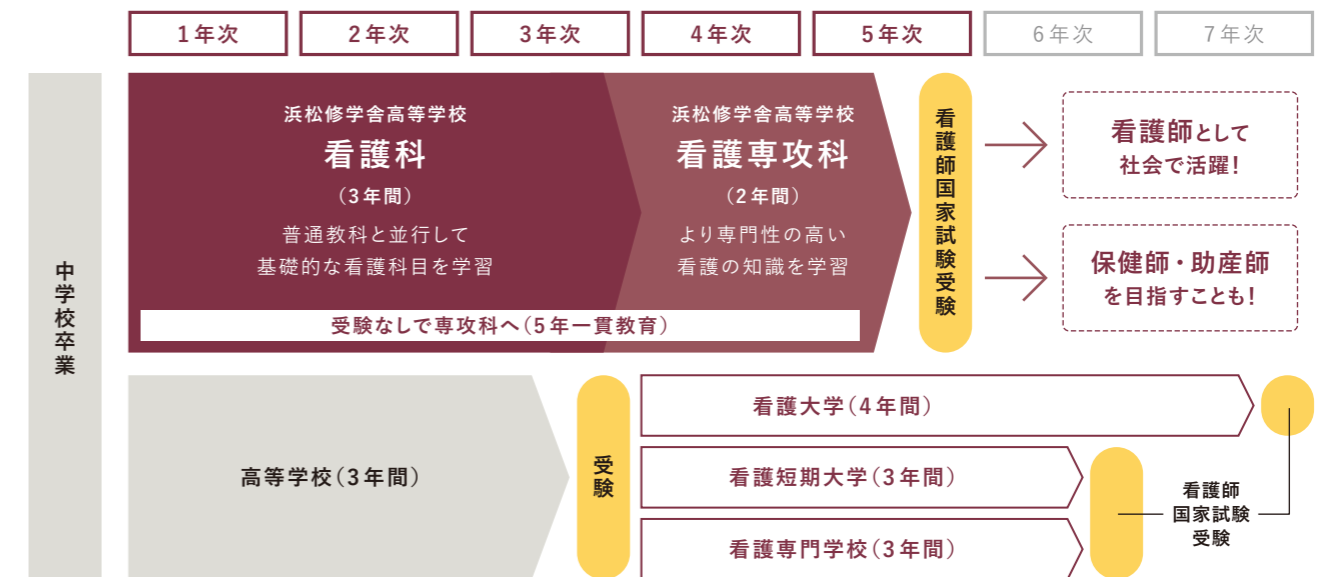 1年次
2年次
3年次
4年次
5年次
6年次
7年次
中学校卒業
浜松修学舎高等学校
看護科
（3年間）
普通教科と並行して
基礎的な看護科目を学習
浜松修学舎高等学校
看護専攻科
（2年間）
より専門性の高い
看護の知識を学習
受験なしで専攻科へ（5年一貫教育）
看護師国家試験受験
看護師として
社会で活躍！
保健師・助産師
を目指すことも！
高等学校（3年間）
受験
看護大学（4年間）
看護短期大学（3年間）
看護専門学校（3年間）
看護師
国家試験
受験